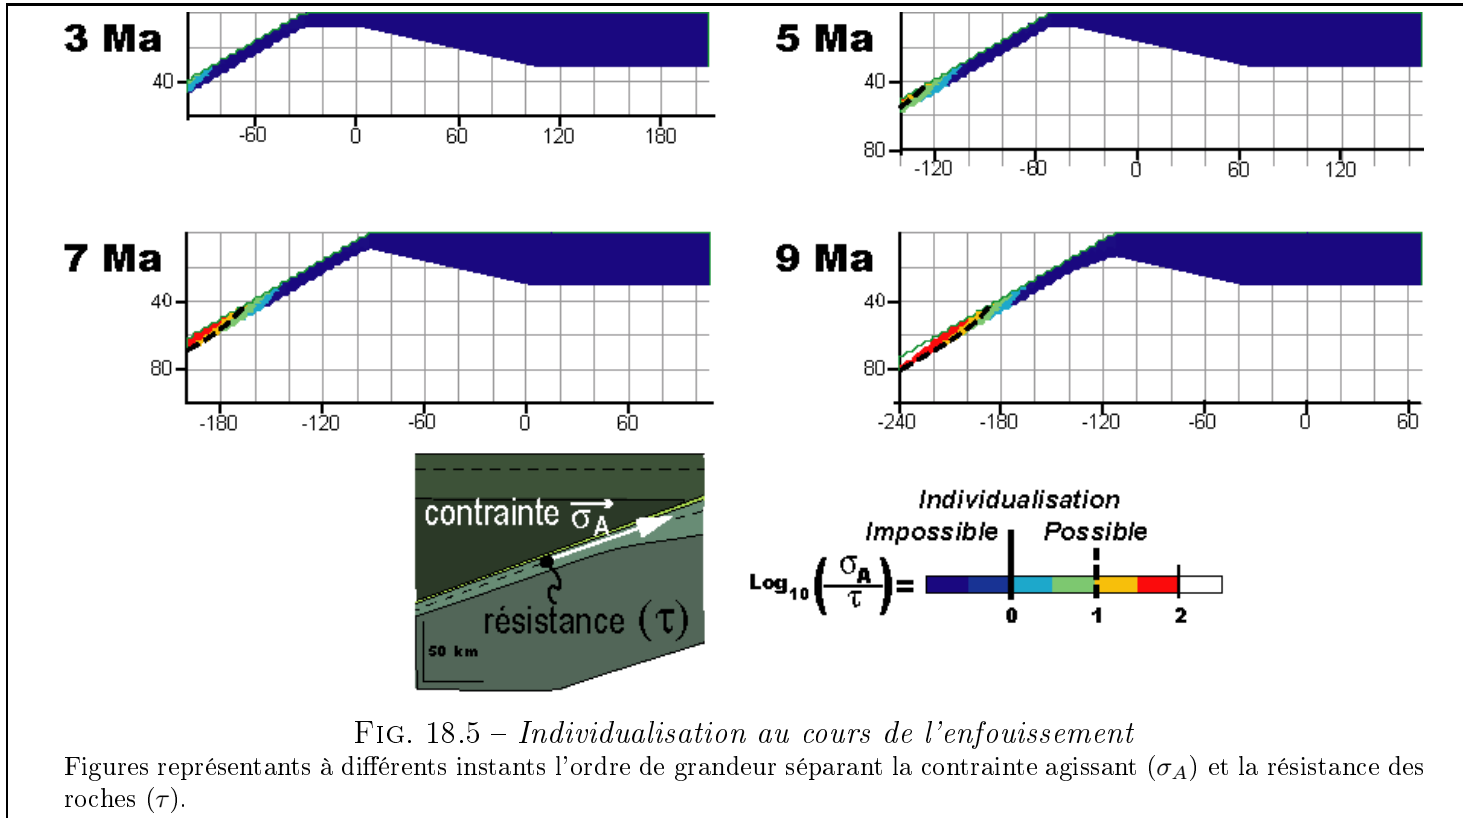 3 Ma
40
-60 0 60 120 180
5 Ma
40
80
-120 -60 0 60 120
7 Ma
40
80
-180 -120 -60 0 60
9 Ma
40
80
-240 -180 -120 -60 0 60
contrainte σA
résistance (τ)
50 km
Individualisation
Impossible Possible
Log10(σA/τ)=
0 1 2
FIG. 18.5 – Individualisation au cours de l'enfouissement
Figures représentants à différents instants l'ordre de grandeur séparant la contrainte agissant (σA) et la résistance des
roches (τ).